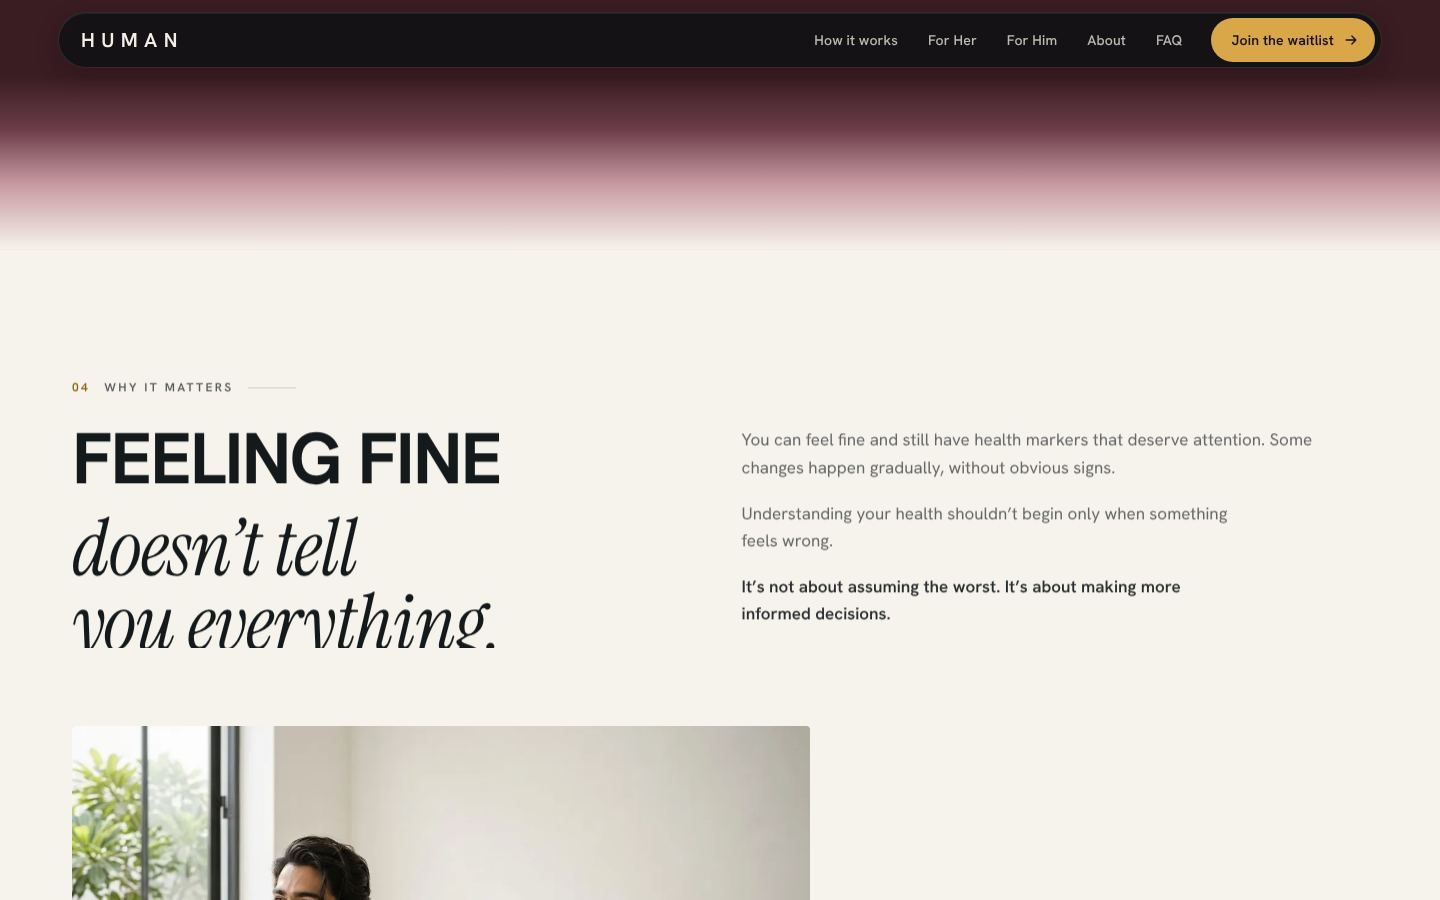 HUMAN
How it works
For Her
For Him
About
FAQ
Join the waitlist →
04 WHY IT MATTERS
FEELING FINE
doesn’t tell
you everything.
You can feel fine and still have health markers that deserve attention. Some
changes happen gradually, without obvious signs.
Understanding your health shouldn’t begin only when something
feels wrong.
It’s not about assuming the worst. It’s about making more
informed decisions.